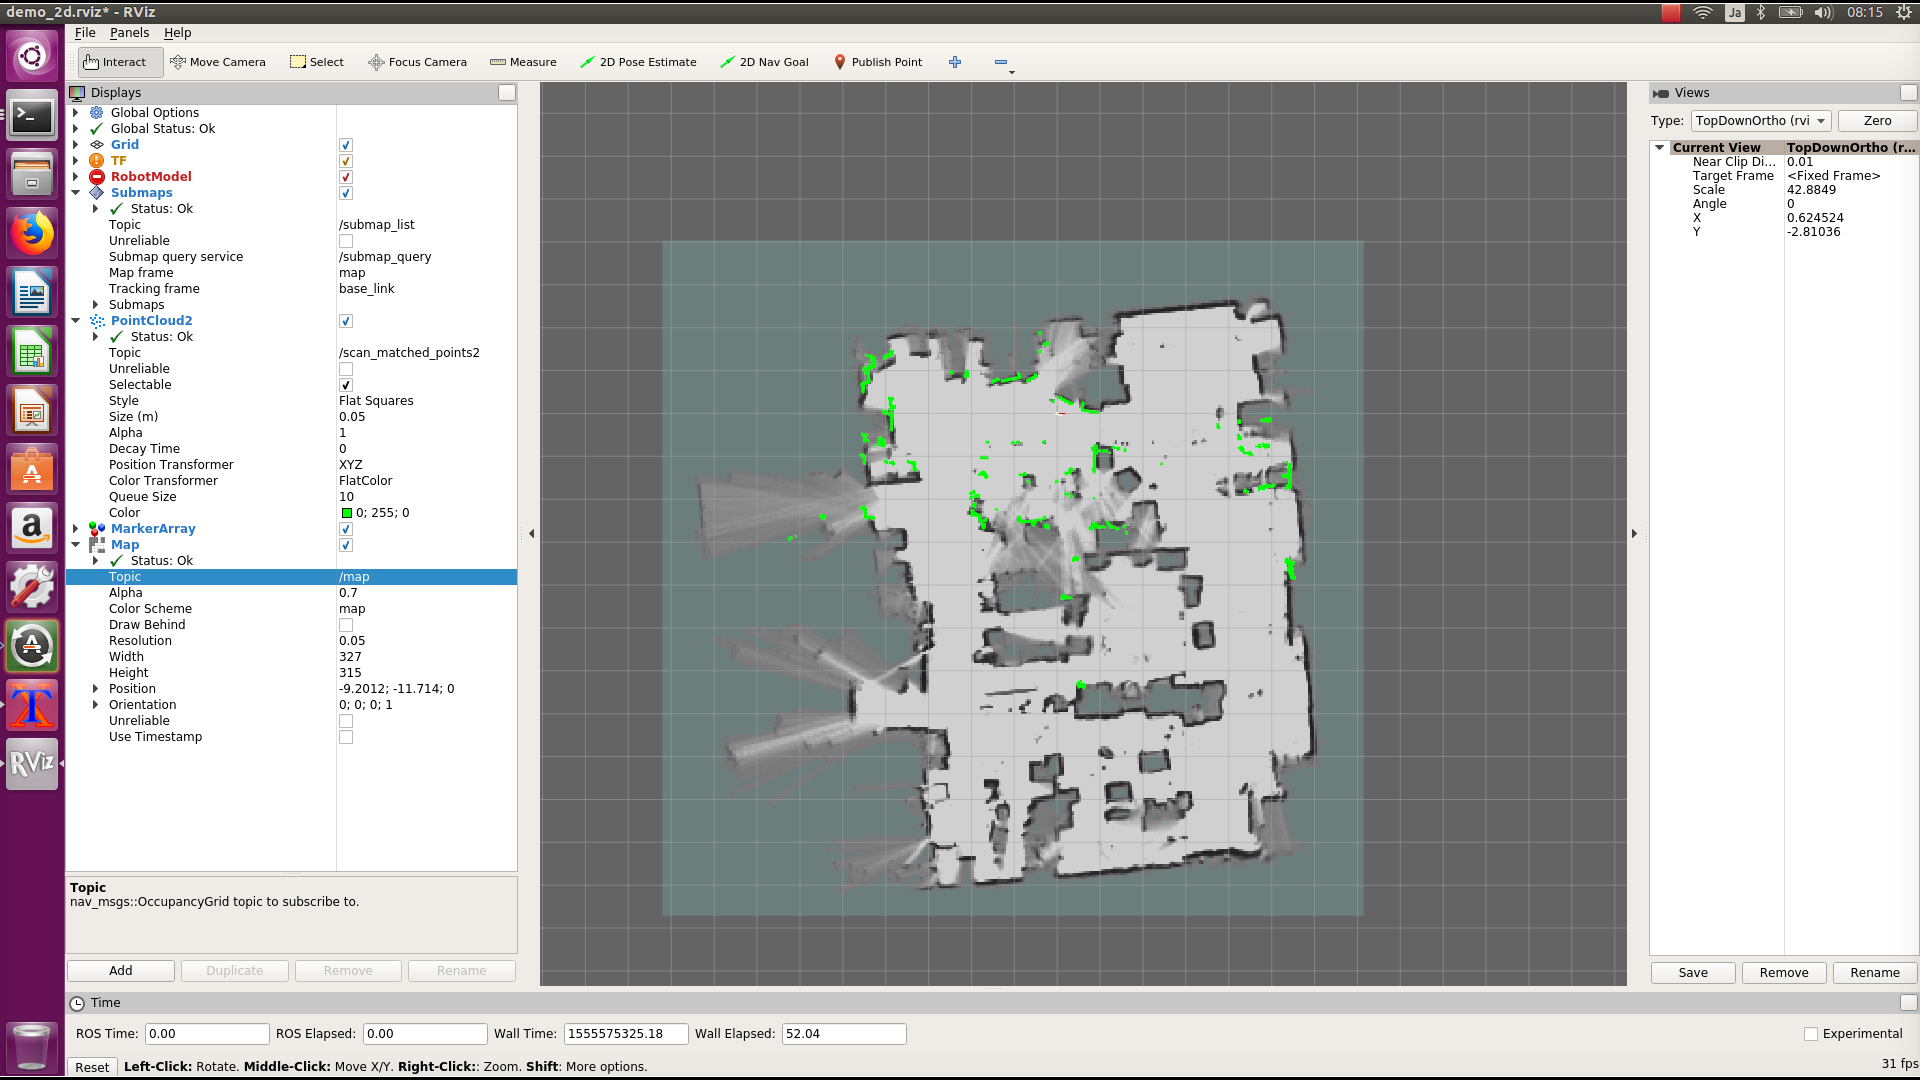 demo_2d.rviz* - RViz
Ja
08:15
File Panels Help
Interact Move Camera Select Focus Camera Measure 2D Pose Estimate 2D Nav Goal Publish Point
Displays
Global Options
Global Status: Ok
Grid
TF
RobotModel
Submaps
Status: Ok
Topic /submap_list
Unreliable
Submap query service /submap_query
Map frame map
Tracking frame base_link
Submaps
PointCloud2
Status: Ok
Topic /scan_matched_points2
Unreliable
Selectable
Style Flat Squares
Size (m) 0.05
Alpha 1
Decay Time 0
Position Transformer XYZ
Color Transformer FlatColor
Queue Size 10
Color 0; 255; 0
MarkerArray
Map
Status: Ok
Topic /map
Alpha 0.7
Color Scheme map
Draw Behind
Resolution 0.05
Width 327
Height 315
Position -9.2012; -11.714; 0
Orientation 0; 0; 0; 1
Unreliable
Use Timestamp
Topic
nav_msgs::OccupancyGrid topic to subscribe to.
Add Duplicate Remove Rename
Views
Type: TopDownOrtho (rvi Zero
Current View TopDownOrtho (r...
Near Clip Di... 0.01
Target Frame <Fixed Frame>
Scale 42.8849
Angle 0
X 0.624524
Y -2.81036
Save Remove Rename
RViz
Time
ROS Time: 0.00 ROS Elapsed: 0.00 Wall Time: 1555575325.18 Wall Elapsed: 52.04 Experimental
Reset Left-Click: Rotate. Middle-Click: Move X/Y. Right-Click:: Zoom. Shift: More options. 31 fps